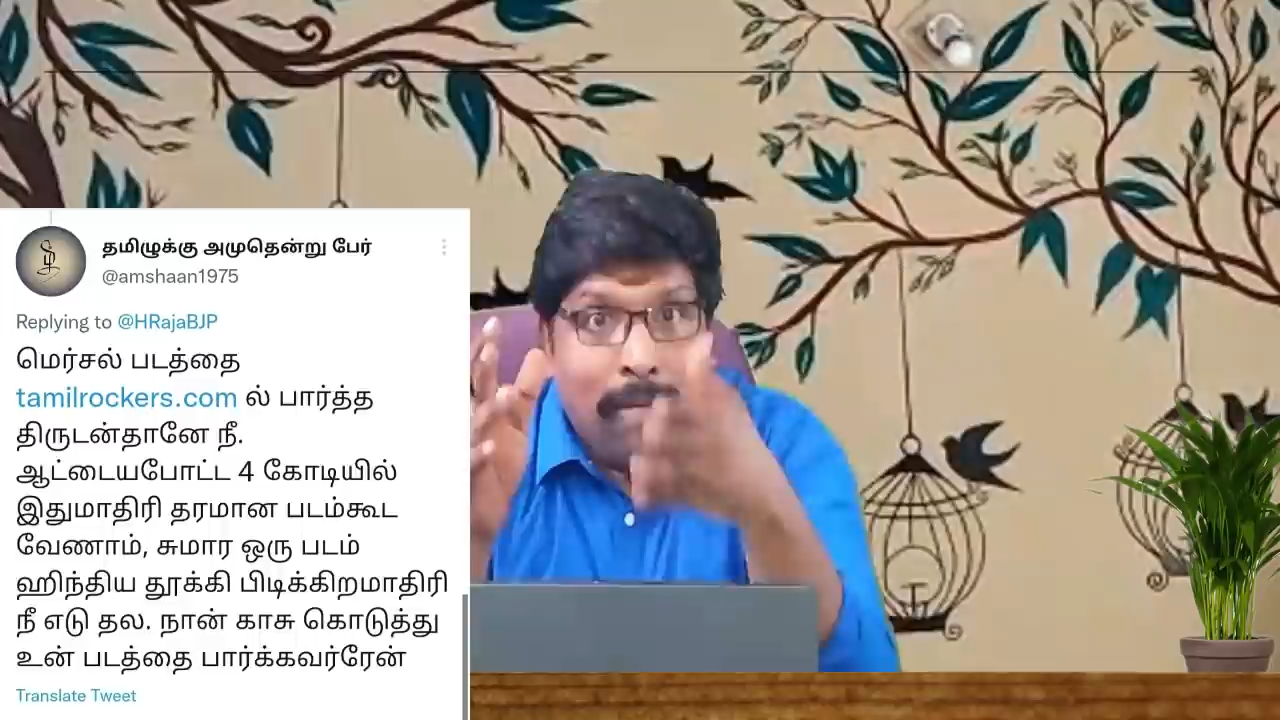 தமிழுக்கு அமுதென்று பேர்
@amshaan1975
Replying to @HRajaBJP
மெர்சல் படத்தை
tamilrockers.com ல் பார்த்த
திருடன்தானே நீ.
ஆட்டையபோட்ட 4 கோடியில்
இதுமாதிரி தரமான படம்கூட
வேணாம், சுமார ஒரு படம்
ஹிந்திய தூக்கி பிடிக்கிறமாதிரி
நீ எடு தல. நான் காசு கொடுத்து
உன் படத்தை பார்க்கவர்ரேன்
Translate Tweet